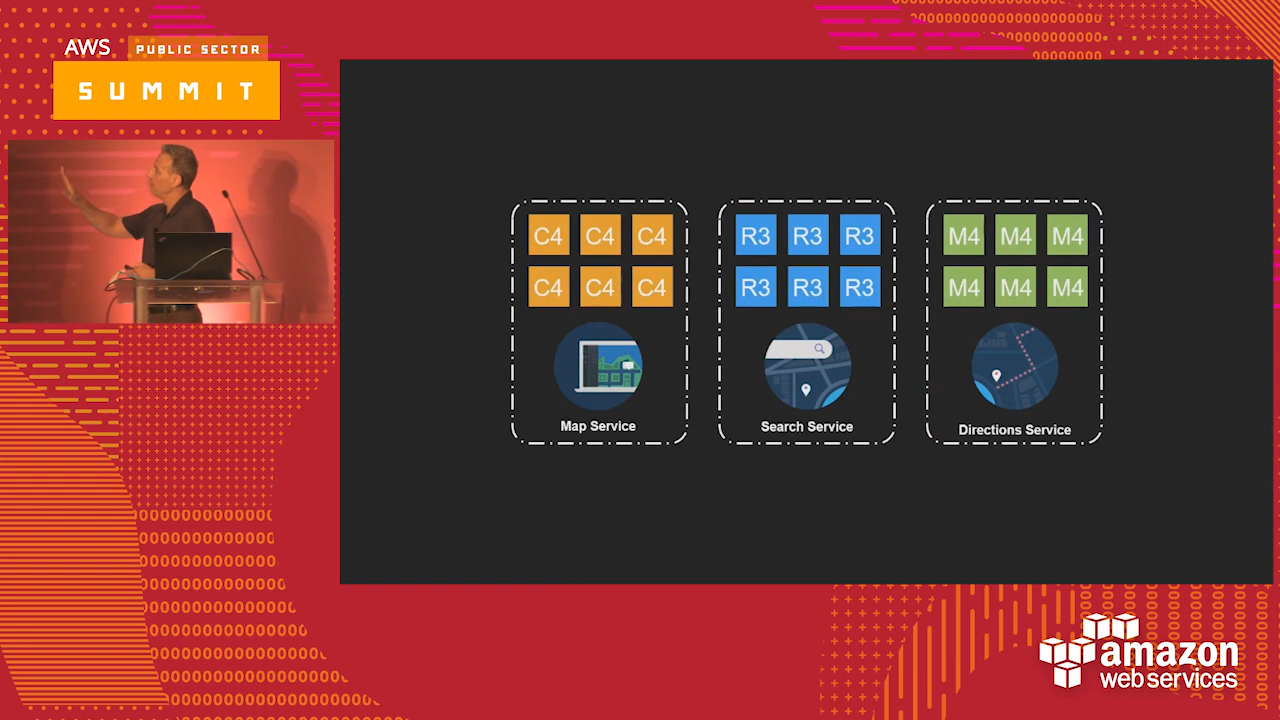 AWS PUBLIC SECTOR
SUMMIT
C4 C4 C4 R3 R3 R3 M4 M4 M4
C4 C4 C4 R3 R3 R3 M4 M4 M4
Map Service Search Service Directions Service
amazon
web services